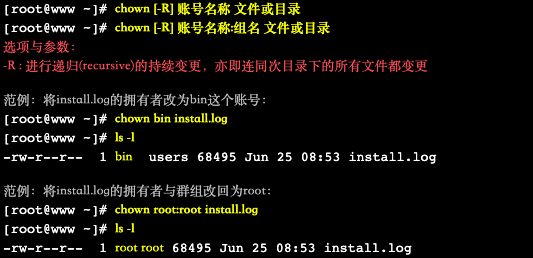 [root@www ~]# chown [-R] 账号名称 文件或目录
[root@www ~]# chown [-R] 账号名称:组名 文件或目录
选项与参数:
-R : 进行递归(recursive)的持续变更，亦即连同次目录下的所有文件都变更
范例：将install.log的拥有者改为bin这个账号:
[root@www ~]# chown bin install.log
[root@www ~]# ls -l
-rw-r--r-- 1 bin users 68495 Jun 25 08:53 install.log
范例：将install.log的拥有者与群组改回为root:
[root@www ~]# chown root:root install.log
[root@www ~]# ls -l
-rw-r--r-- 1 root root 68495 Jun 25 08:53 install.log